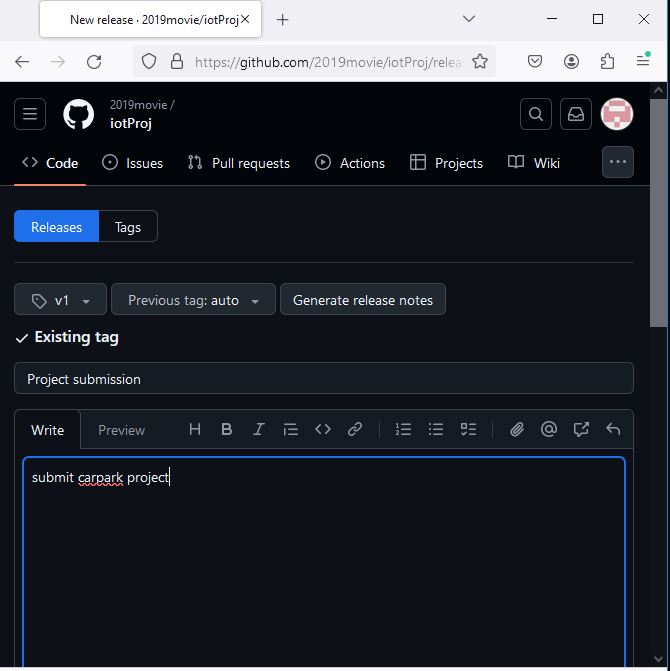 New release · 2019movie/iotProj
https://github.com/2019movie/iotProj/relea
2019movie /
iotProj
Code Issues Pull requests Actions Projects Wiki
Releases Tags
v1 Previous tag: auto Generate release notes
Existing tag
Project submission
Write Preview H B I
submit carpark project